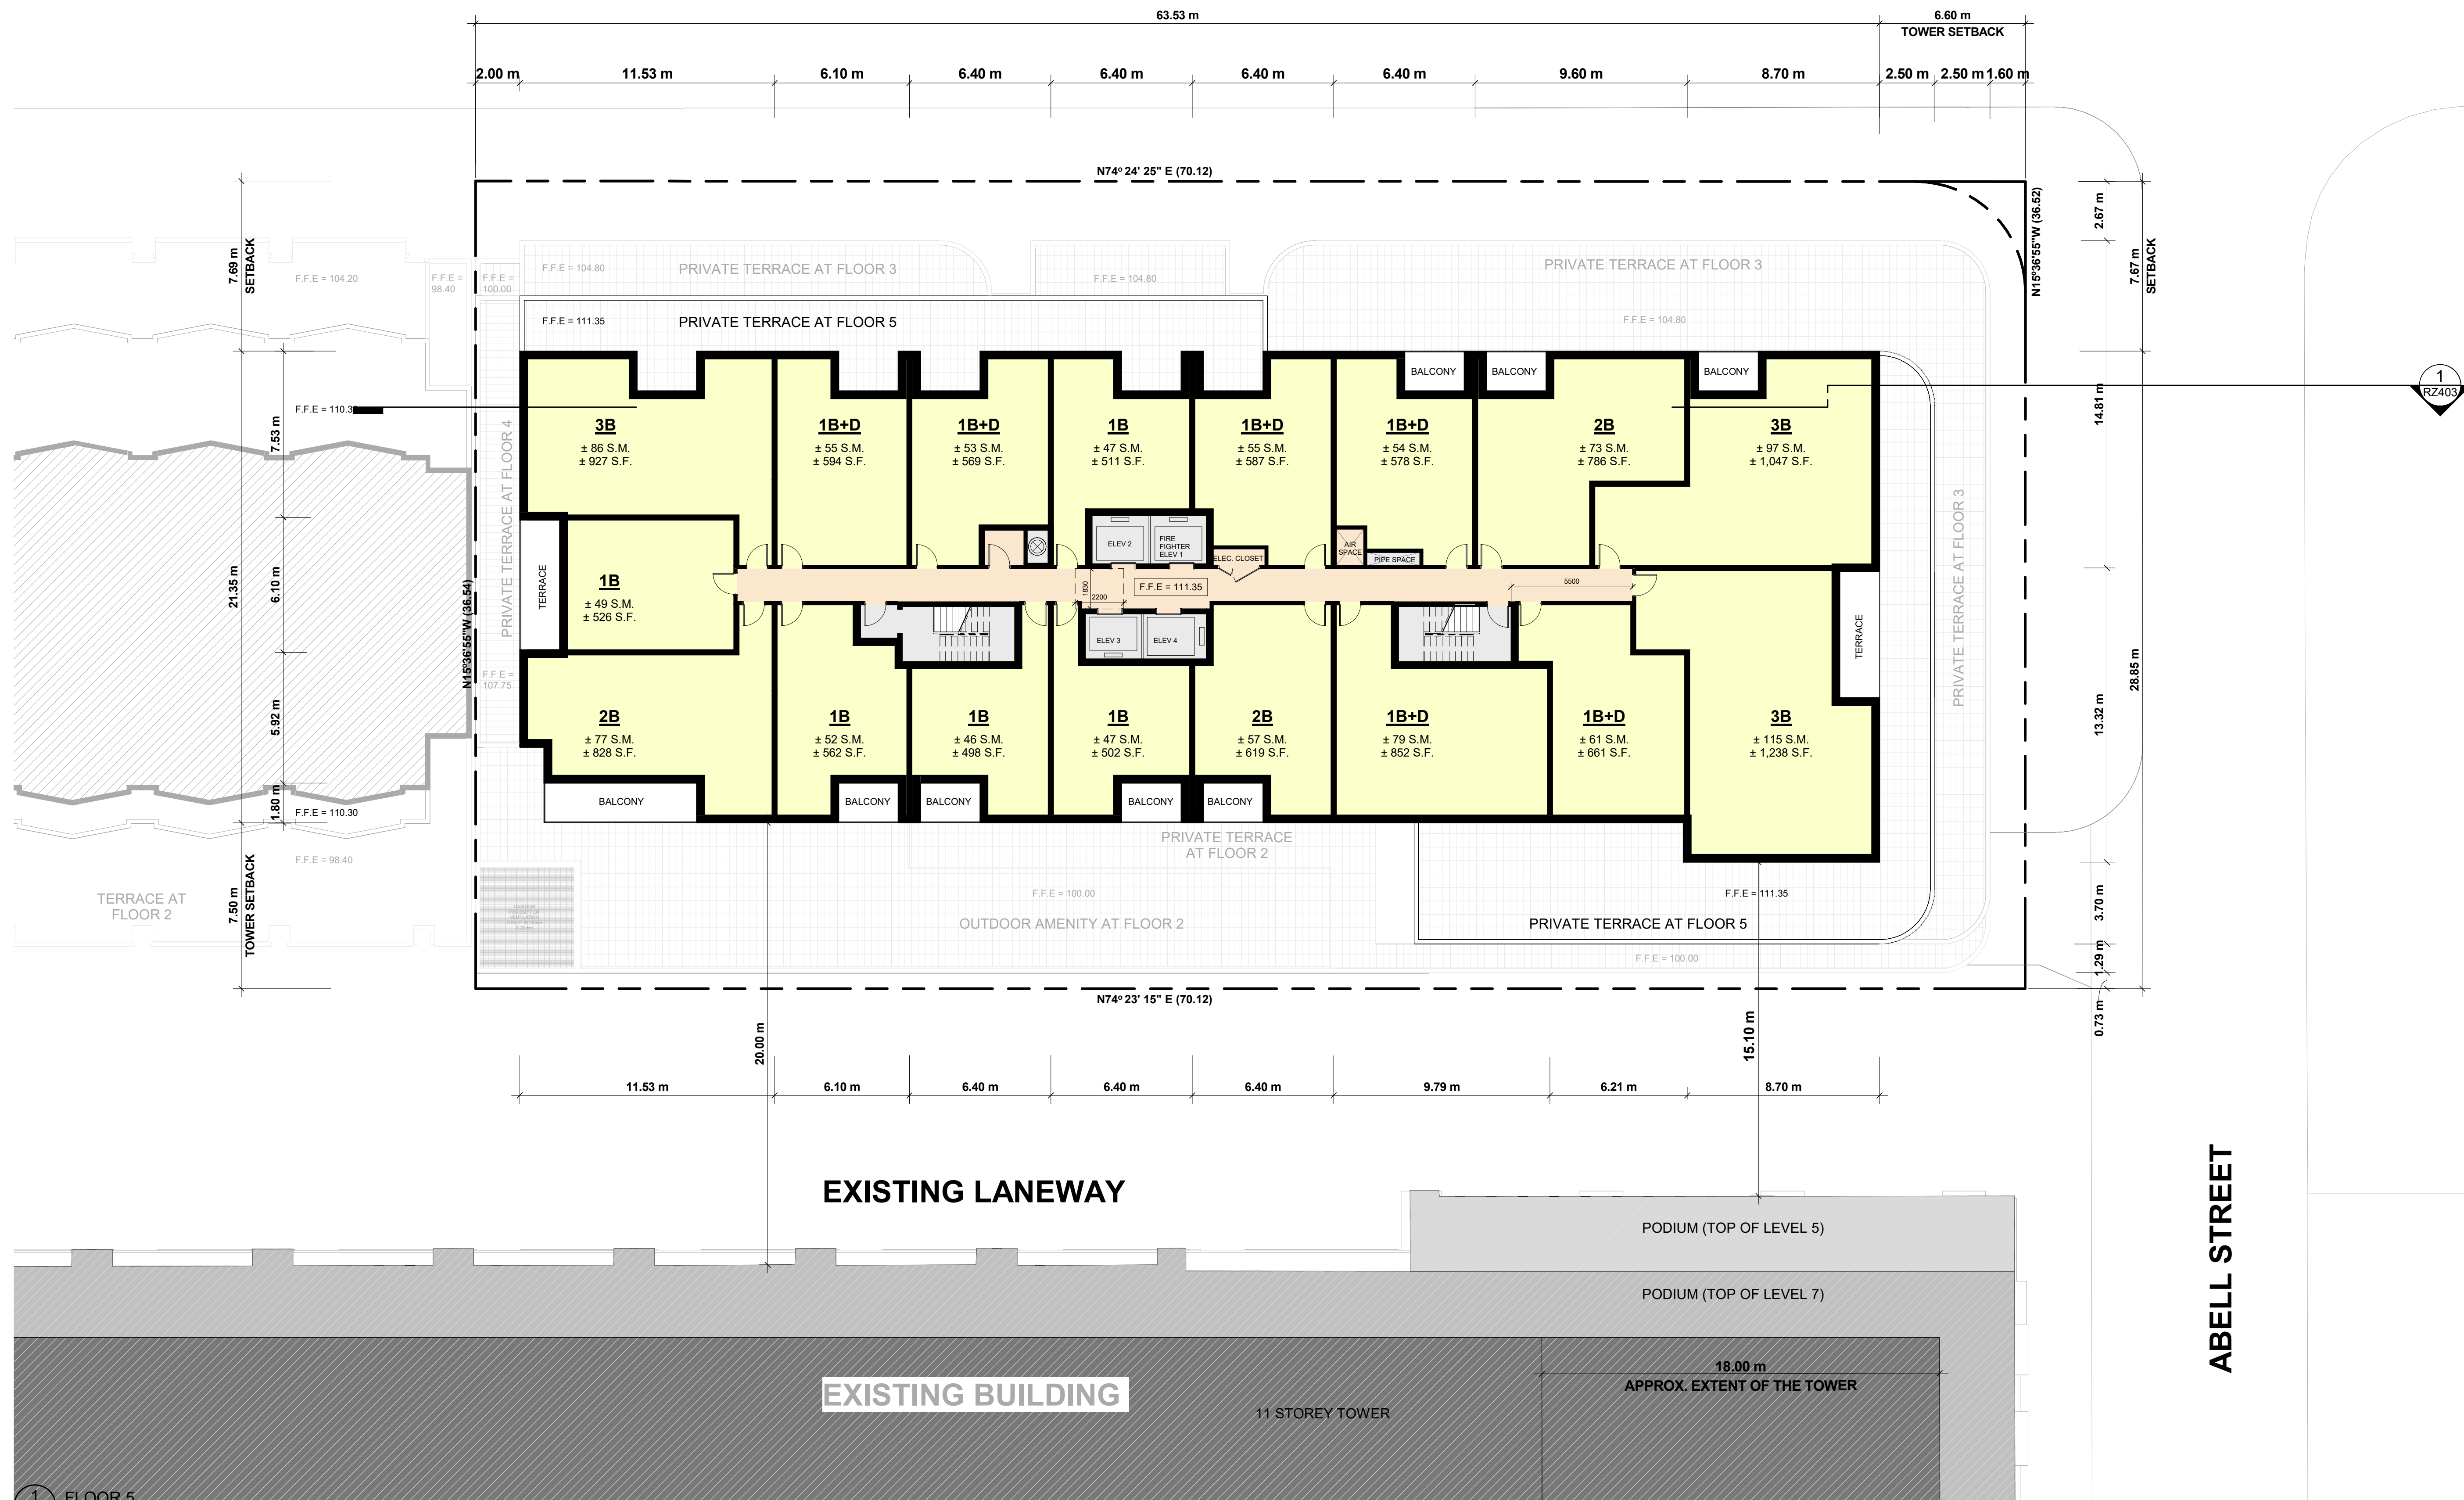 63.53 m
6.60 m
TOWER SETBACK
2.00 m
11.53 m
6.10 m
6.40 m
6.40 m
6.40 m
6.40 m
9.60 m
8.70 m
2.50 m
2.50 m
1.60 m
N74º 24' 25" E (70.12)
N15º36'55"W (36.52)
2.67 m
7.67 m
SETBACK
7.69 m
SETBACK
F.F.E = 104.20
F.F.E =
98.40
F.F.E =
100.00
F.F.E = 104.80
PRIVATE TERRACE AT FLOOR 3
F.F.E = 104.80
PRIVATE TERRACE AT FLOOR 3
F.F.E = 104.80
F.F.E = 111.35
PRIVATE TERRACE AT FLOOR 5
BALCONY
BALCONY
BALCONY
1
RZ403
14.81 m
F.F.E = 110.30
7.53 m
PRIVATE TERRACE AT FLOOR 4
3B
± 86 S.M.
± 927 S.F.
1B+D
± 55 S.M.
± 594 S.F.
1B+D
± 53 S.M.
± 569 S.F.
1B
± 47 S.M.
± 511 S.F.
1B+D
± 55 S.M.
± 587 S.F.
1B+D
± 54 S.M.
± 578 S.F.
2B
± 73 S.M.
± 786 S.F.
3B
± 97 S.M.
± 1,047 S.F.
PRIVATE TERRACE AT FLOOR 3
ELEV 2
FIRE
FIGHTER
ELEV 1
ELEC. CLOSET
AIR
SPACE
PIPE SPACE
21.35 m
6.10 m
N15º36'55"W (36.54)
TERRACE
1B
± 49 S.M.
± 526 S.F.
1830
2200
F.F.E = 111.35
5500
ELEV 3
ELEV 4
TERRACE
28.85 m
F.F.E =
107.75
5.92 m
2B
± 77 S.M.
± 828 S.F.
1B
± 52 S.M.
± 562 S.F.
1B
± 46 S.M.
± 498 S.F.
1B
± 47 S.M.
± 502 S.F.
2B
± 57 S.M.
± 619 S.F.
1B+D
± 79 S.M.
± 852 S.F.
1B+D
± 61 S.M.
± 661 S.F.
3B
± 115 S.M.
± 1,238 S.F.
13.32 m
1.80 m
F.F.E = 110.30
BALCONY
BALCONY
BALCONY
BALCONY
BALCONY
PRIVATE TERRACE
AT FLOOR 2
F.F.E = 98.40
TERRACE AT
FLOOR 2
7.50 m
TOWER SETBACK
F.F.E = 100.00
OUTDOOR AMENITY AT FLOOR 2
F.F.E = 111.35
PRIVATE TERRACE AT FLOOR 5
F.F.E = 100.00
3.70 m
1.29 m
0.73 m
N74º 23' 15" E (70.12)
20.00 m
15.10 m
11.53 m
6.10 m
6.40 m
6.40 m
6.40 m
9.79 m
6.21 m
8.70 m
EXISTING LANEWAY
ABELL STREET
PODIUM (TOP OF LEVEL 5)
PODIUM (TOP OF LEVEL 7)
18.00 m
APPROX. EXTENT OF THE TOWER
EXISTING BUILDING
11 STOREY TOWER
1
FLOOR 5